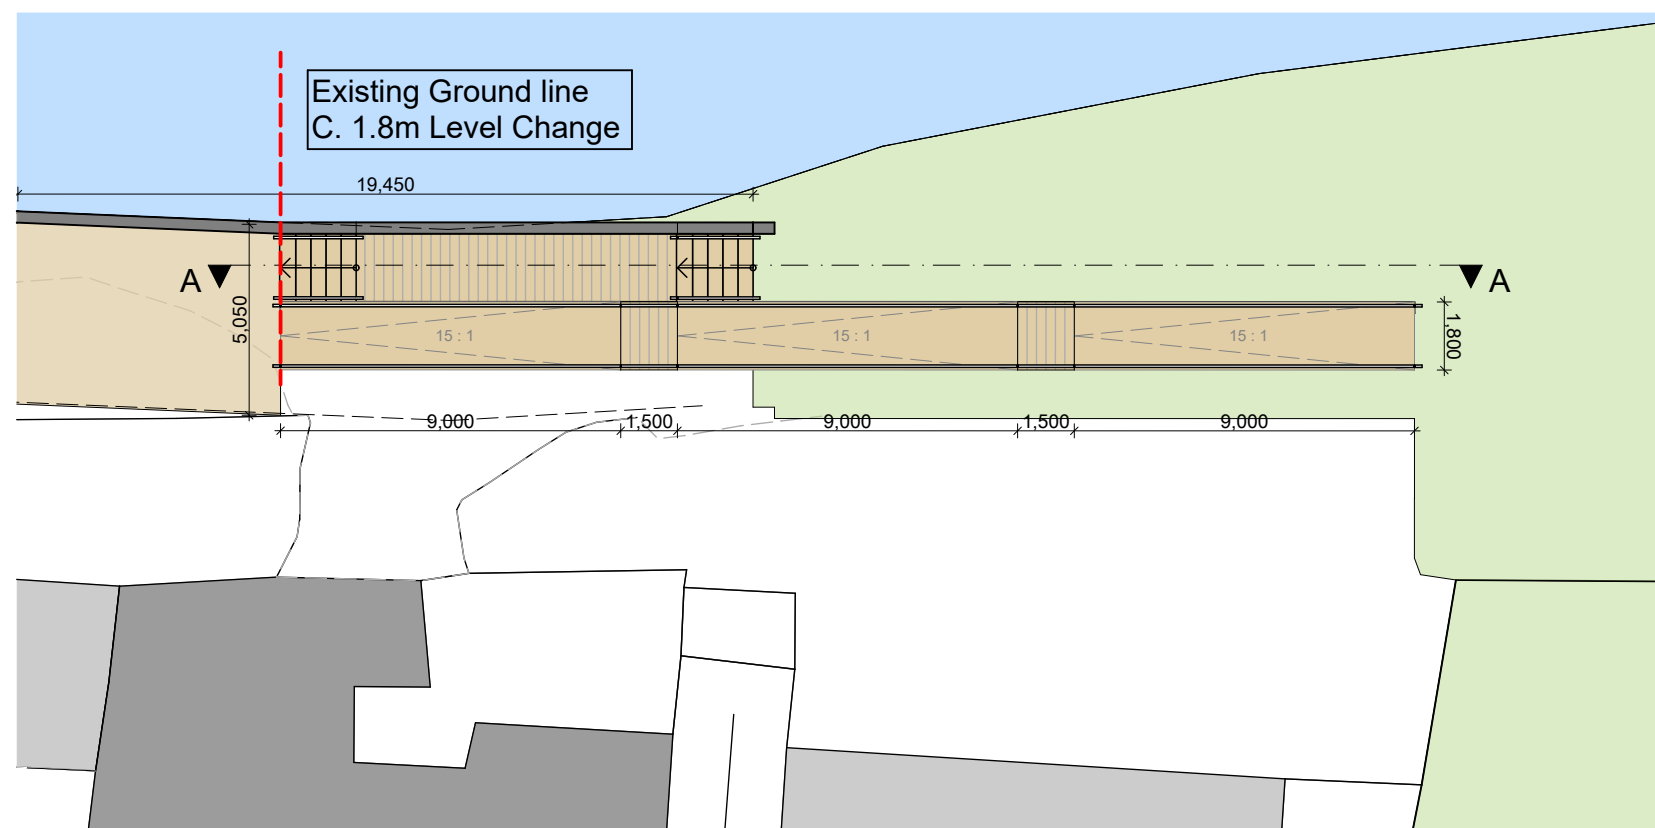 Existing Ground line
C. 1.8m Level Change
19,450
A
A
5,050
15 : 1
15 : 1
15 : 1
1,800
9,000
1,500
9,000
1,500
9,000